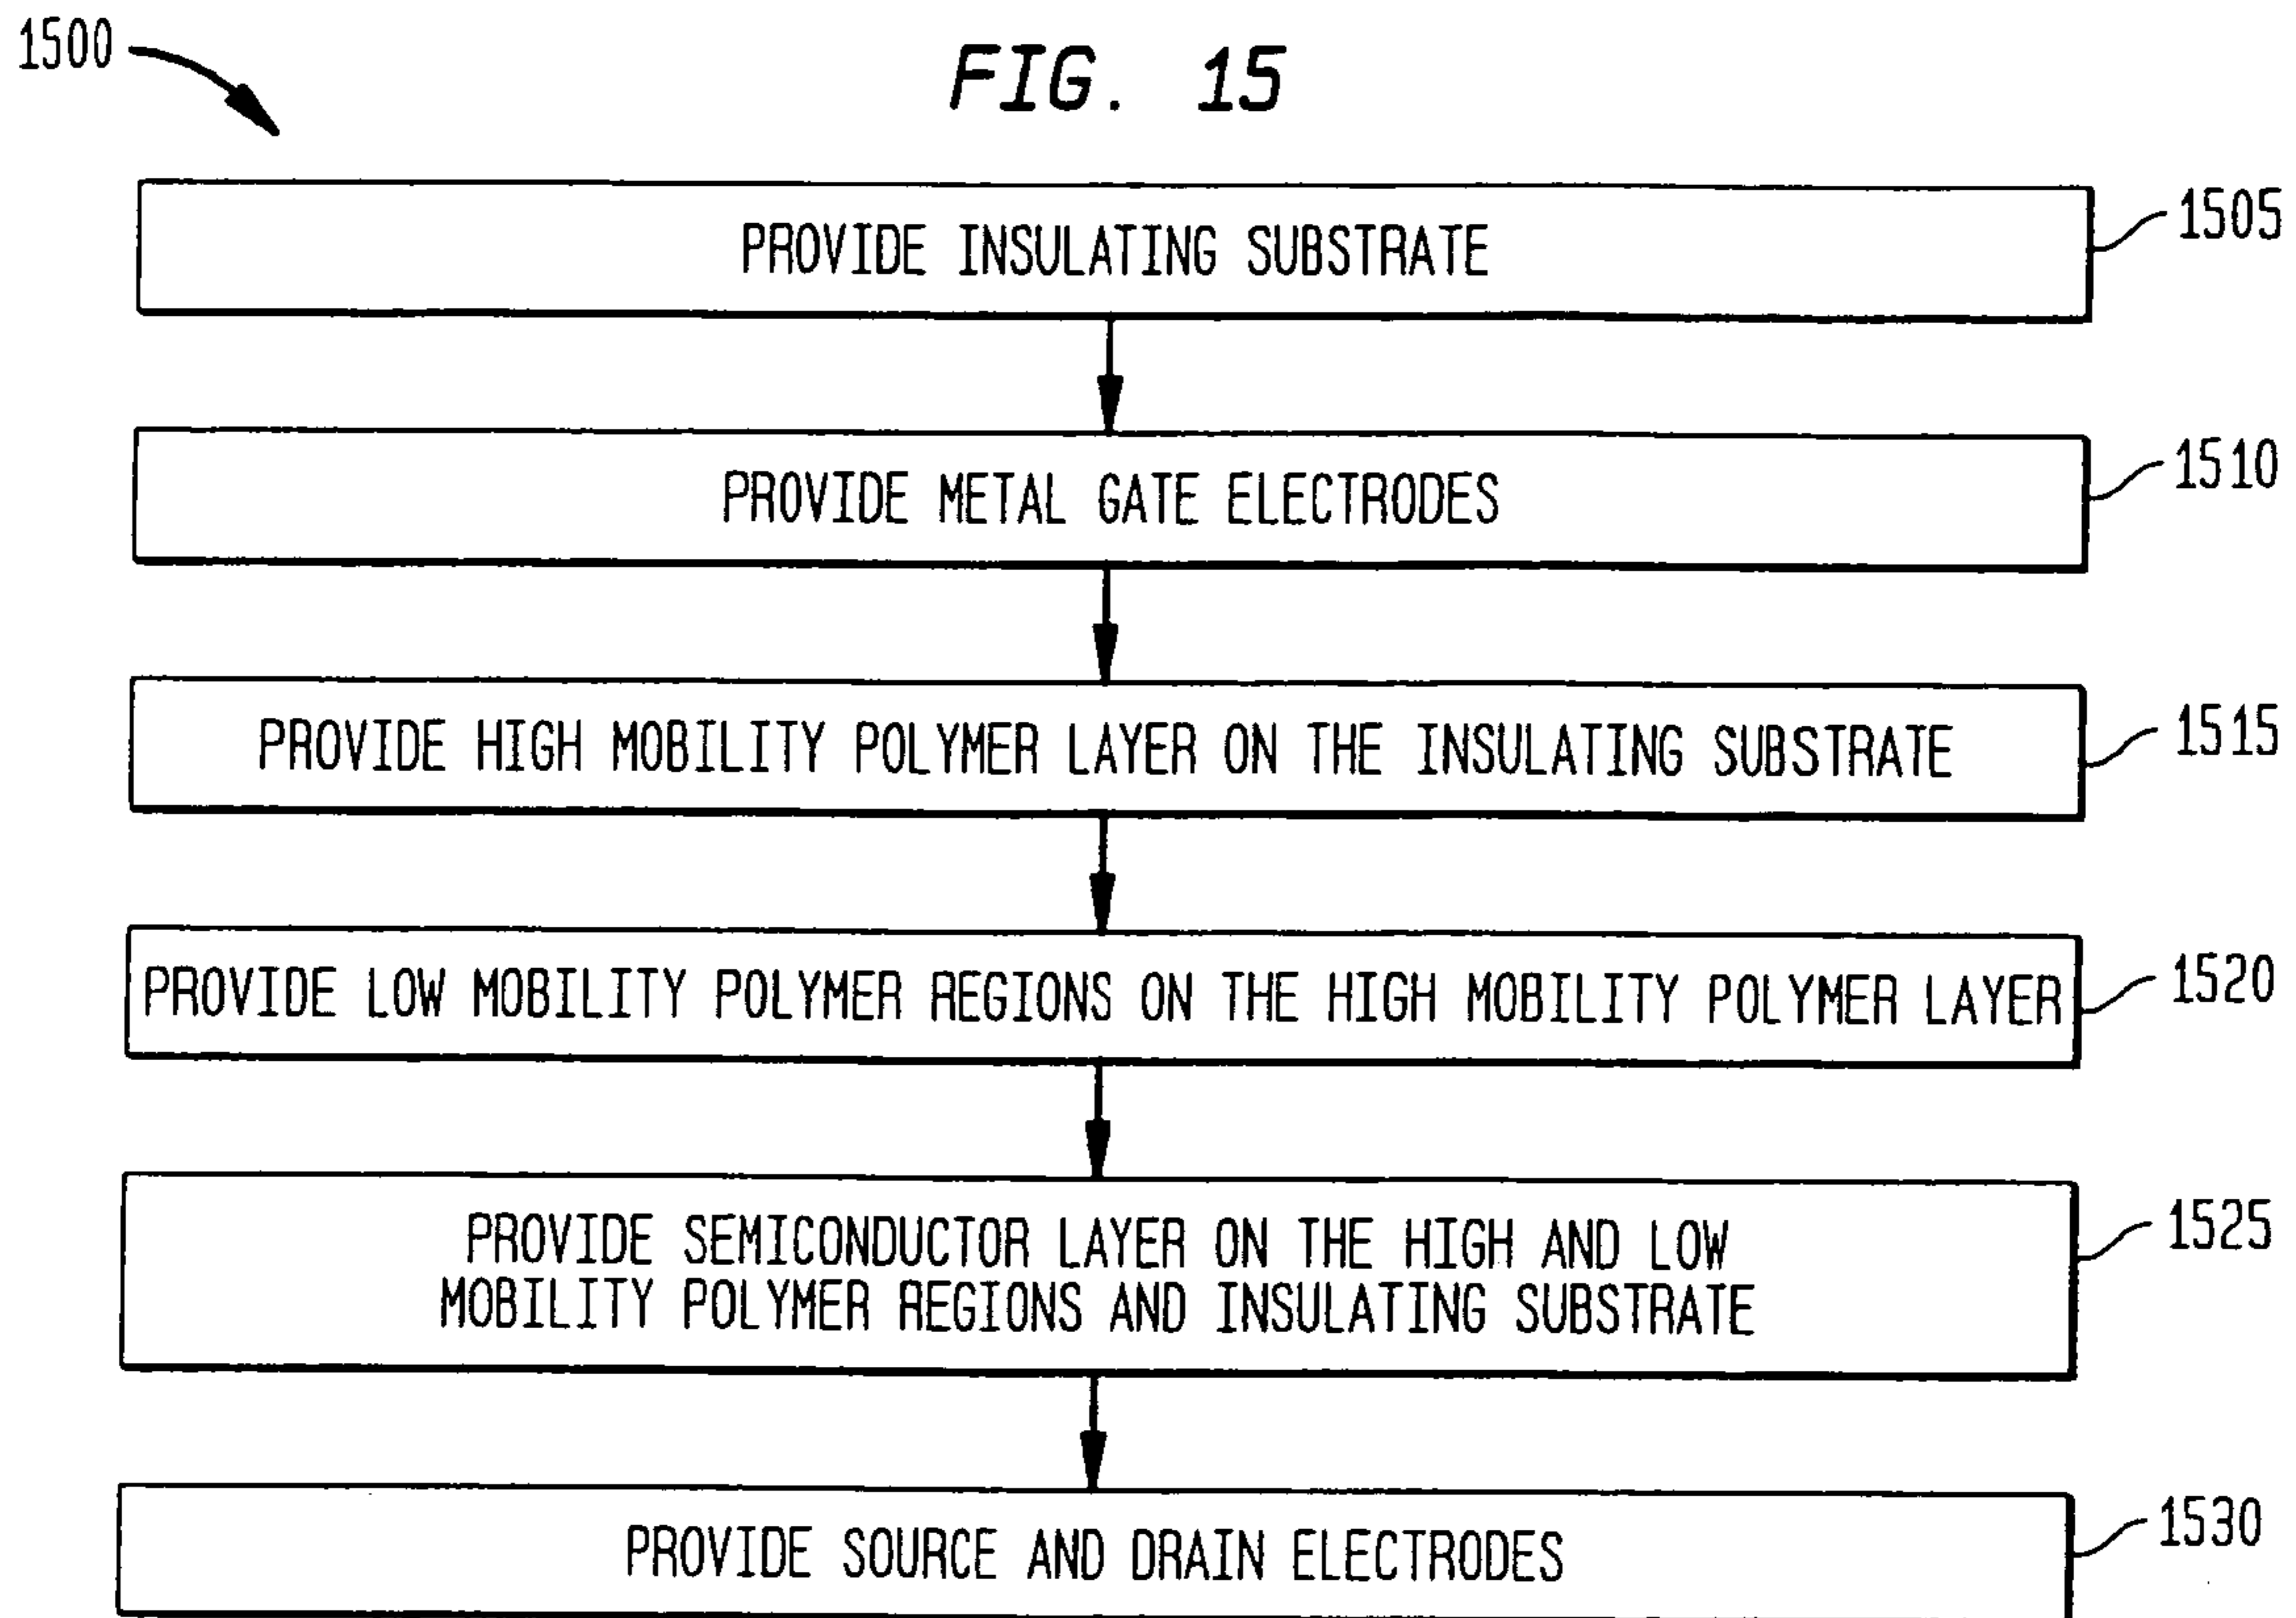 1500
FIG. 15
PROVIDE INSULATING SUBSTRATE
1505
PROVIDE METAL GATE ELECTRODES
1510
PROVIDE HIGH MOBILITY POLYMER LAYER ON THE INSULATING SUBSTRATE
1515
PROVIDE LOW MOBILITY POLYMER REGIONS ON THE HIGH MOBILITY POLYMER LAYER
1520
PROVIDE SEMICONDUCTOR LAYER ON THE HIGH AND LOW
MOBILITY POLYMER REGIONS AND INSULATING SUBSTRATE
1525
PROVIDE SOURCE AND DRAIN ELECTRODES
1530